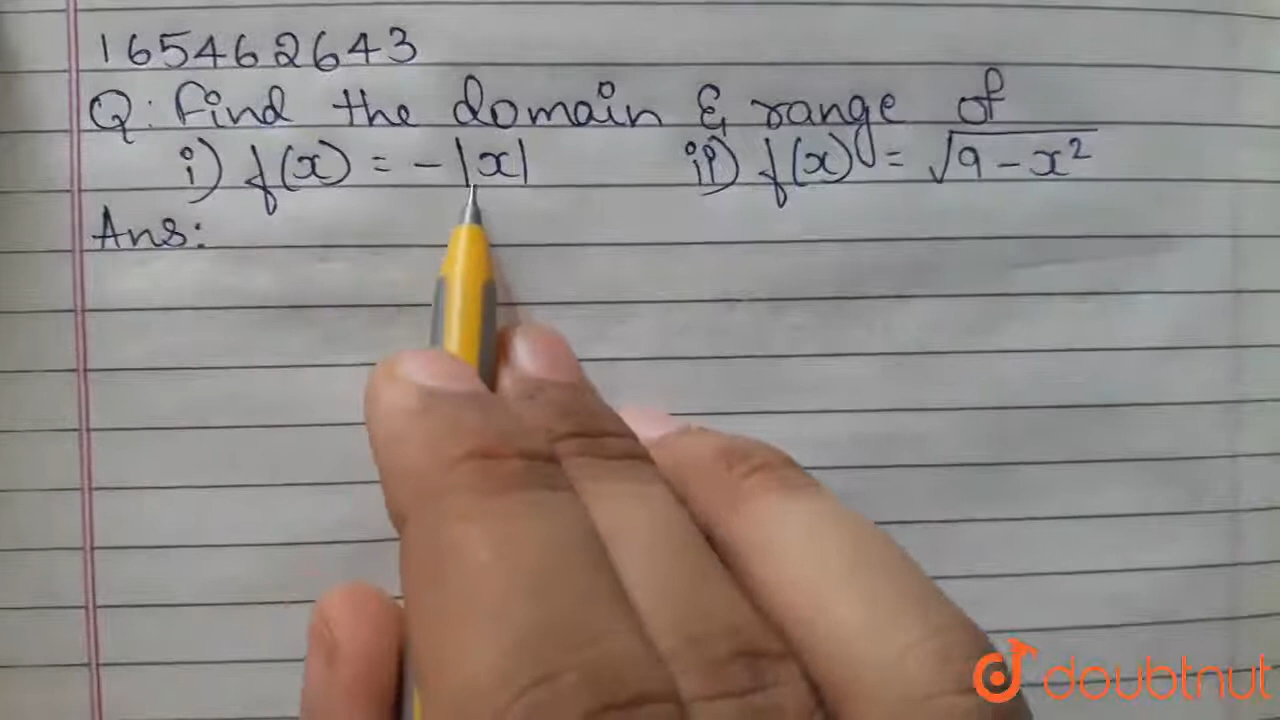 165462643
Q: Find the domain & range of
i) f(x) = -|x| ii) f(x) = √9-x²
Ans:
doubtnut